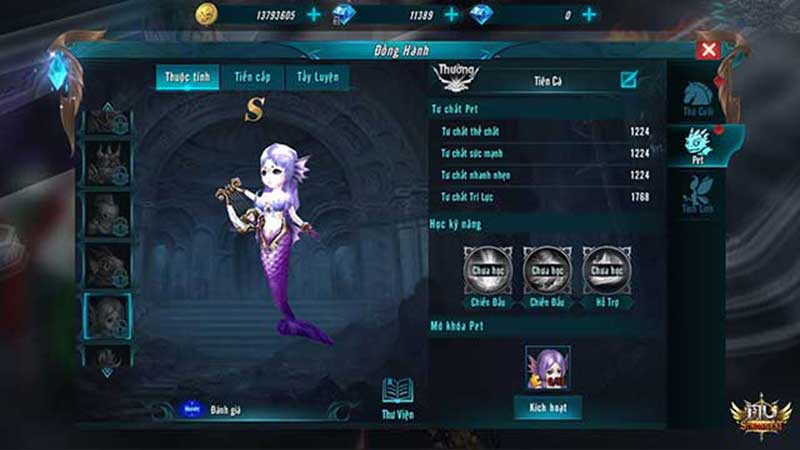 13793605
11389
0
Đồng Hành
Thuộc tính
Tiến cấp
Tẩy Luyện
Thường
Tiên Cá
S
Tư chất Pet
Tư chất thể chất 1224
Tư chất sức mạnh 1224
Tư chất nhanh nhẹn 1224
Tư chất Trí Lực 1768
Học kỹ năng
Chưa học
Chưa học
Chưa học
Chiến Đấu
Chiến Đấu
Hỗ Trợ
Mở khóa Pet
Kích hoạt
Đánh giá
Thư Viện
Thú Cưỡi
Pet
Tinh Linh
MU